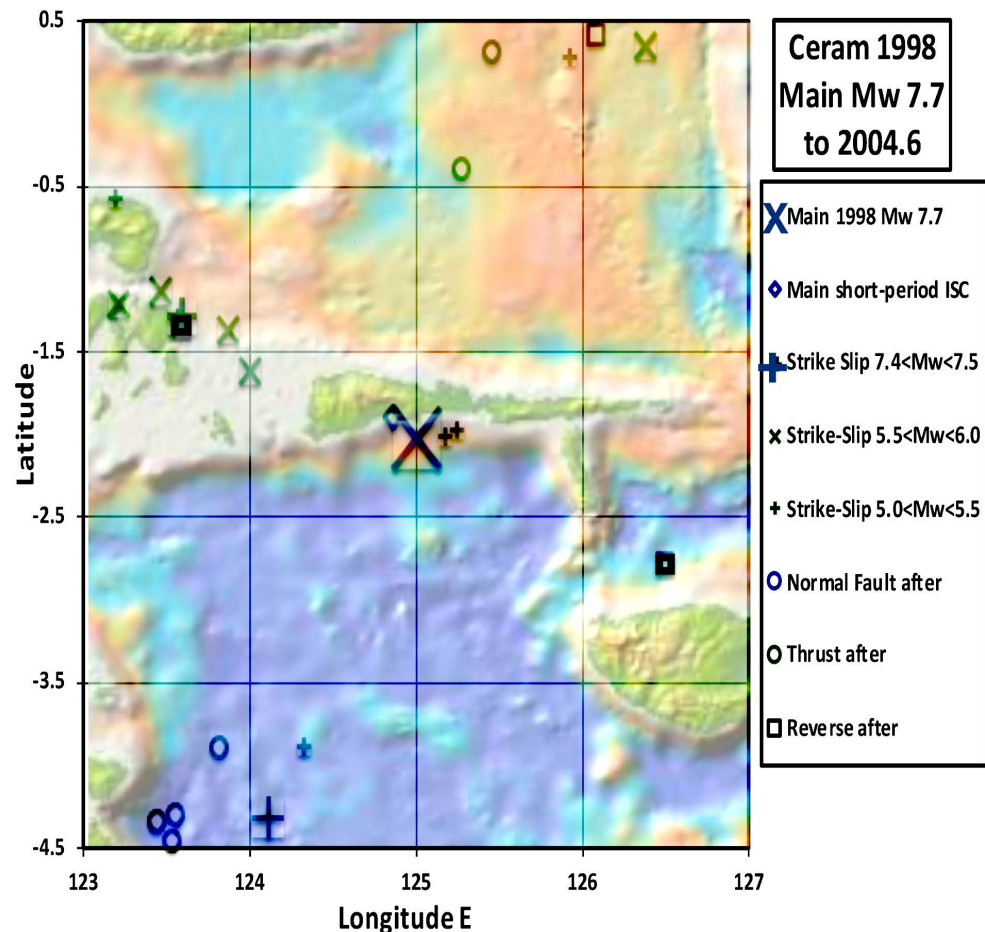 Ceram 1998
Main Mw 7.7
to 2004.6
Main 1998 Mw 7.7
Main short-period ISC
Strike Slip 7.4<Mw<7.5
Strike-Slip 5.5<Mw<6.0
Strike-Slip 5.0<Mw<5.5
Normal Fault after
Thrust after
Reverse after
Latitude
0.5
-0.5
-1.5
-2.5
-3.5
-4.5
123
124
125
126
127
Longitude E